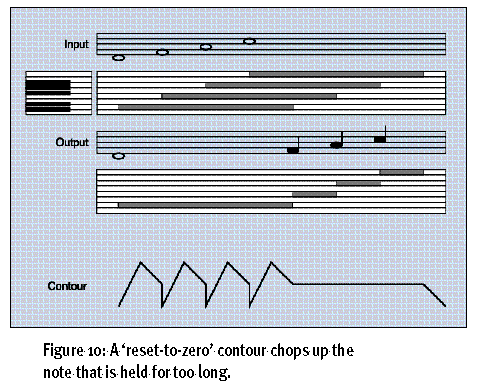 Input
Output
Contour
Figure 10: A 'reset-to-zero' contour chops up the
note that is held for too long.